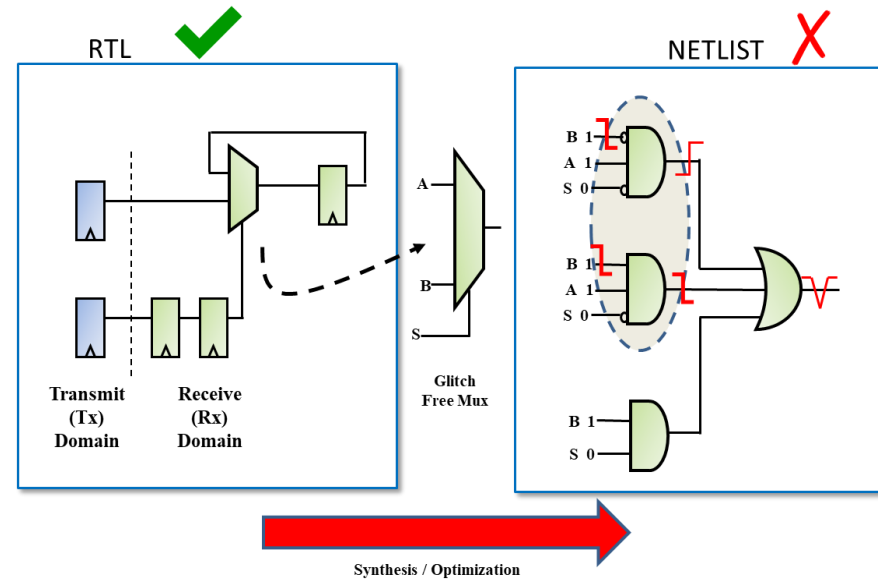 RTL
NETLIST
Transmit
(Tx)
Domain
Receive
(Rx)
Domain
A
B
S
Glitch
Free Mux
B 1
A 1
S 0
B 1
A 1
S 0
B 1
S 0
Synthesis / Optimization